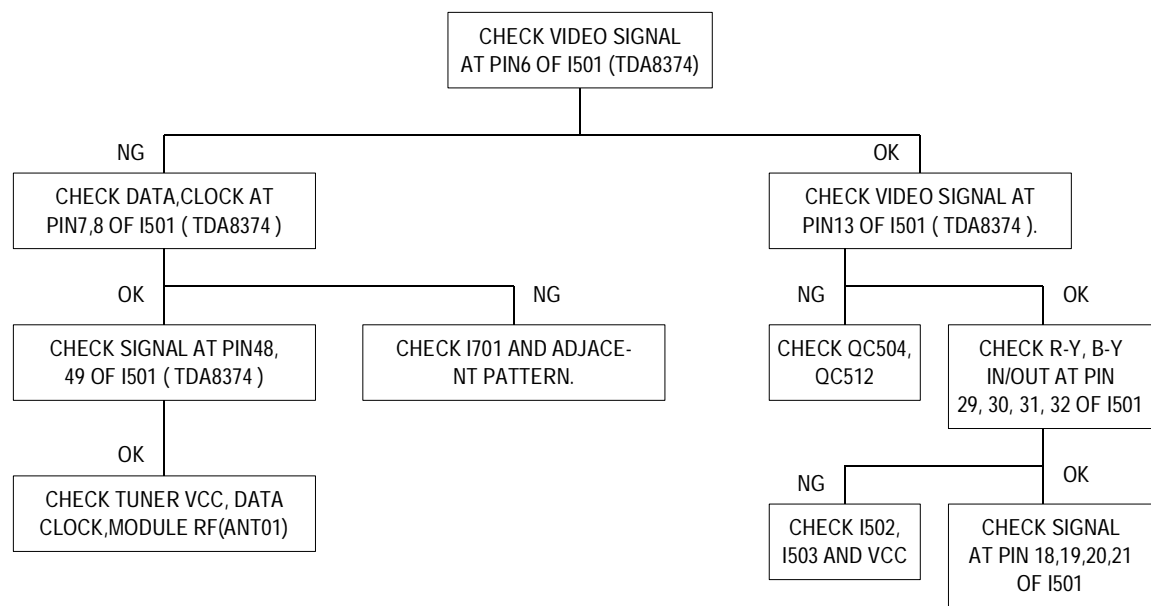 CHECK VIDEO SIGNAL
AT PIN6 OF I501 (TDA8374)
NG
OK
CHECK DATA,CLOCK AT
PIN7,8 OF I501 ( TDA8374 )
CHECK VIDEO SIGNAL AT
PIN13 OF I501 ( TDA8374 ).
OK
NG
NG
OK
CHECK SIGNAL AT PIN48,
49 OF I501 ( TDA8374 )
CHECK I701 AND ADJACE-
NT PATTERN.
CHECK QC504,
QC512
CHECK R-Y, B-Y
IN/OUT AT PIN
29, 30, 31, 32 OF I501
OK
NG
OK
CHECK TUNER VCC, DATA
CLOCK,MODULE RF(ANT01)
CHECK I502,
I503 AND VCC
CHECK SIGNAL
AT PIN 18,19,20,21
OF I501